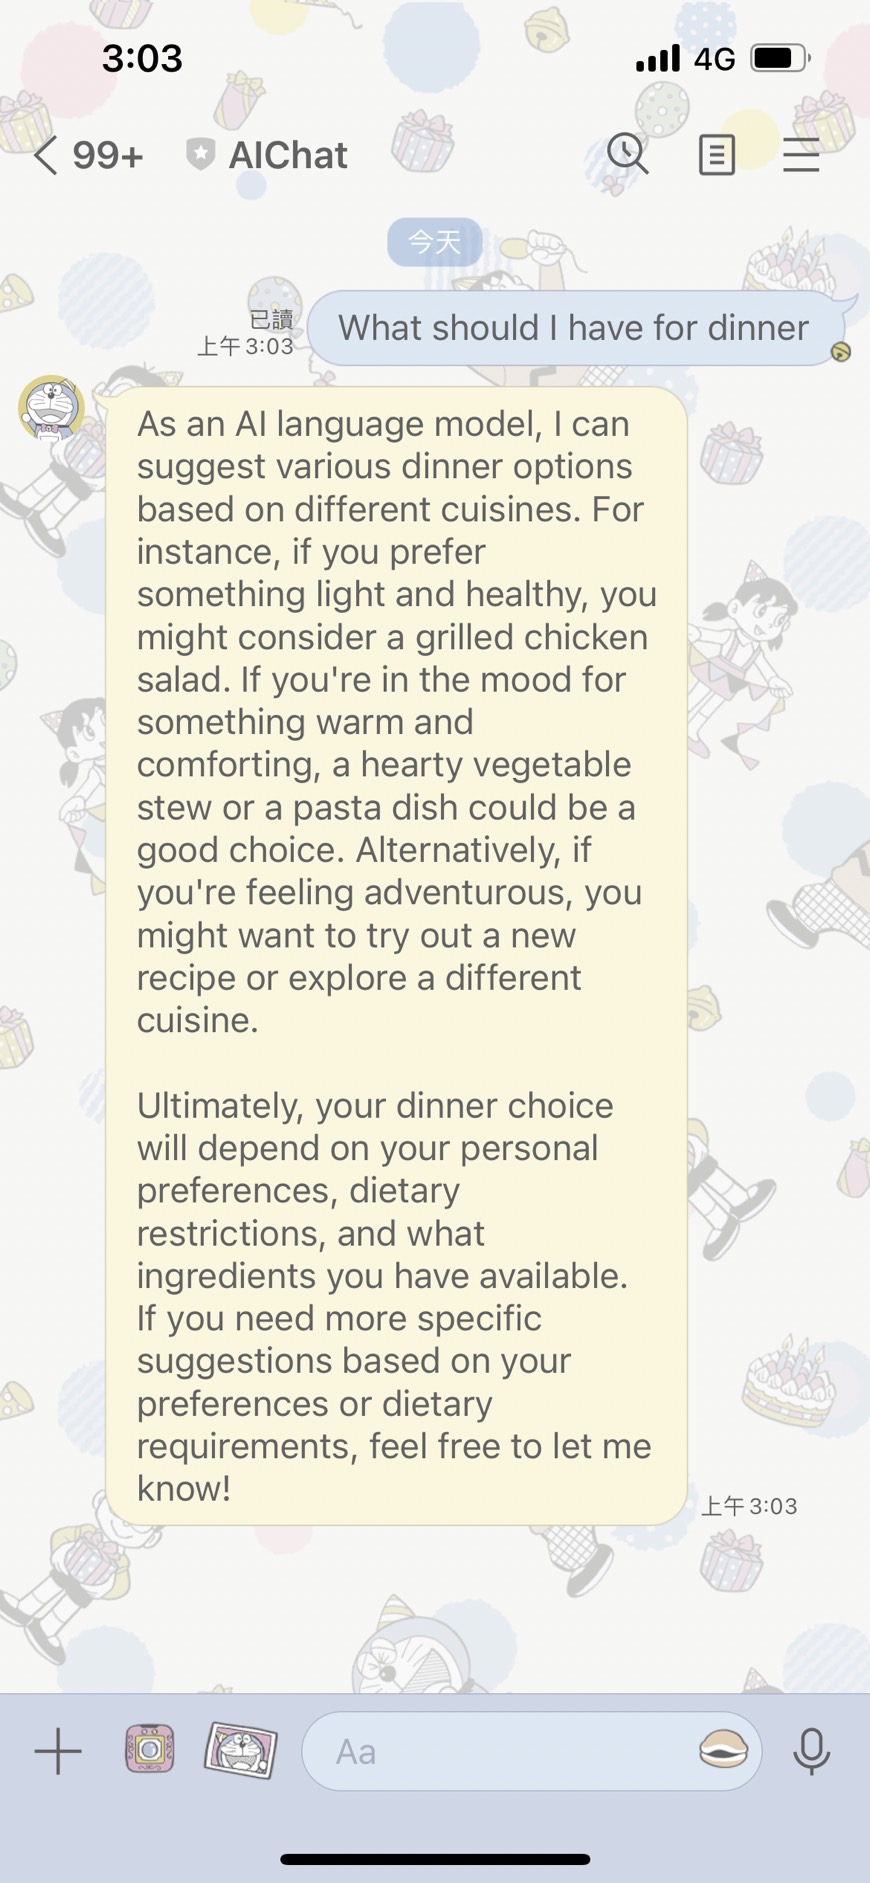 3:03
4G
99+
AIChat
今天
What should I have for dinner
已讀
上午 3:03
As an AI language model, I can
suggest various dinner options
based on different cuisines. For
instance, if you prefer
something light and healthy, you
might consider a grilled chicken
salad. If you're in the mood for
something warm and
comforting, a hearty vegetable
stew or a pasta dish could be a
good choice. Alternatively, if
you're feeling adventurous, you
might want to try out a new
recipe or explore a different
cuisine.
Ultimately, your dinner choice
will depend on your personal
preferences, dietary
restrictions, and what
ingredients you have available.
If you need more specific
suggestions based on your
preferences or dietary
requirements, feel free to let me
know!
上午 3:03
Aa